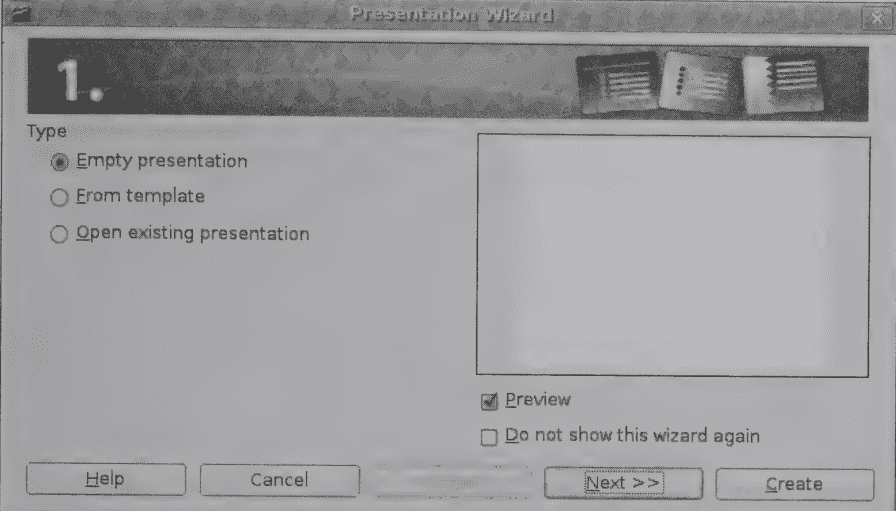 Presentation Wizard
1.
Type
Empty presentation
From template
Open existing presentation
Preview
Do not show this wizard again
Help
Cancel
Next >>
Create